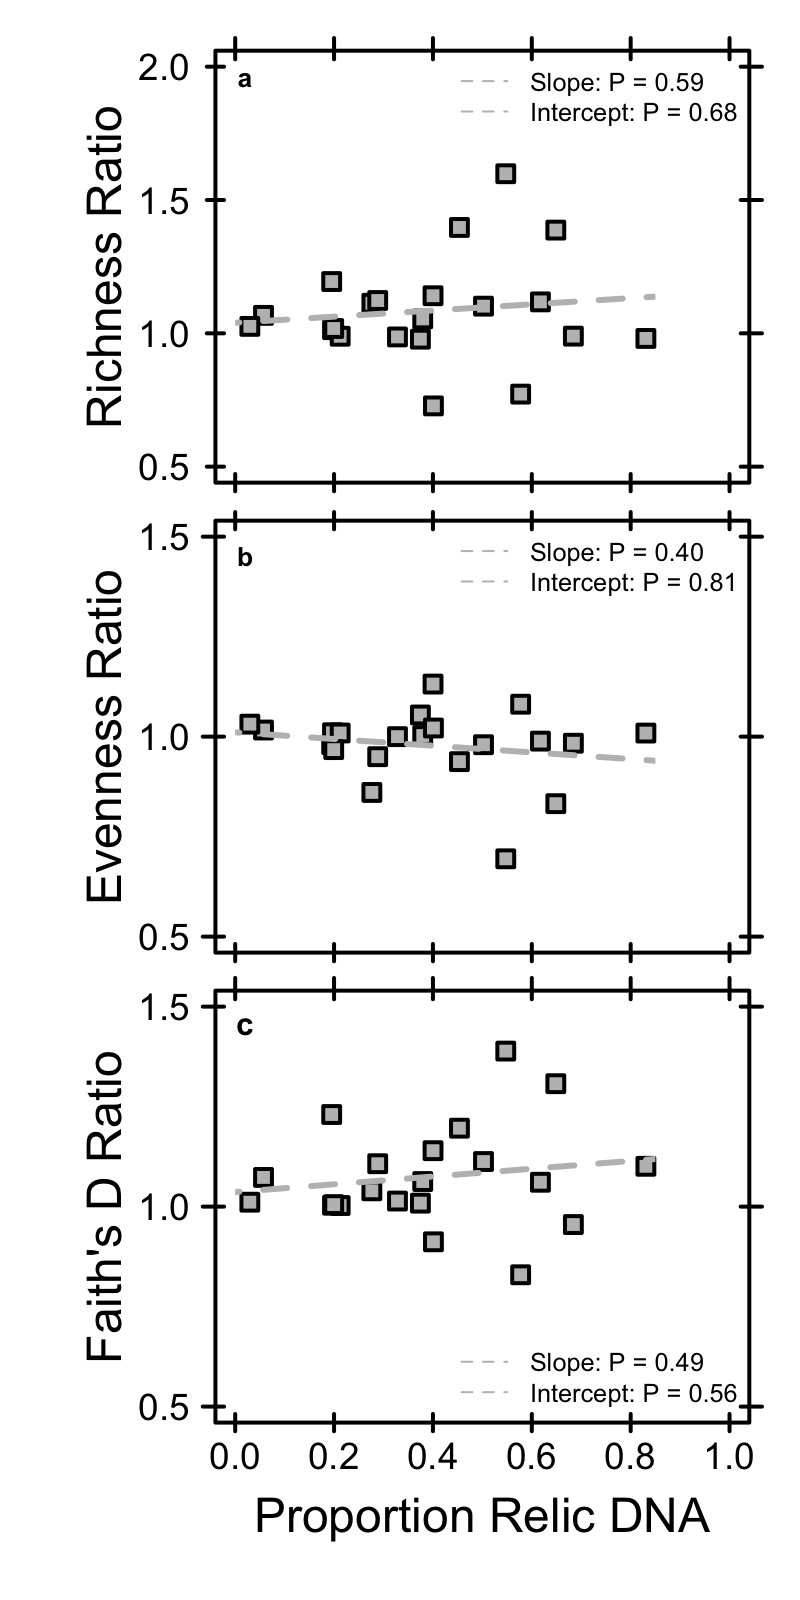 2.0
a
Slope: P = 0.59
Intercept: P = 0.68
1.5
1.0
0.5
Richness Ratio
1.5
b
Slope: P = 0.40
Intercept: P = 0.81
1.0
0.5
Evenness Ratio
1.5
c
1.0
Slope: P = 0.49
Intercept: P = 0.56
0.5
Faith's D Ratio
0.0 0.2 0.4 0.6 0.8 1.0
Proportion Relic DNA